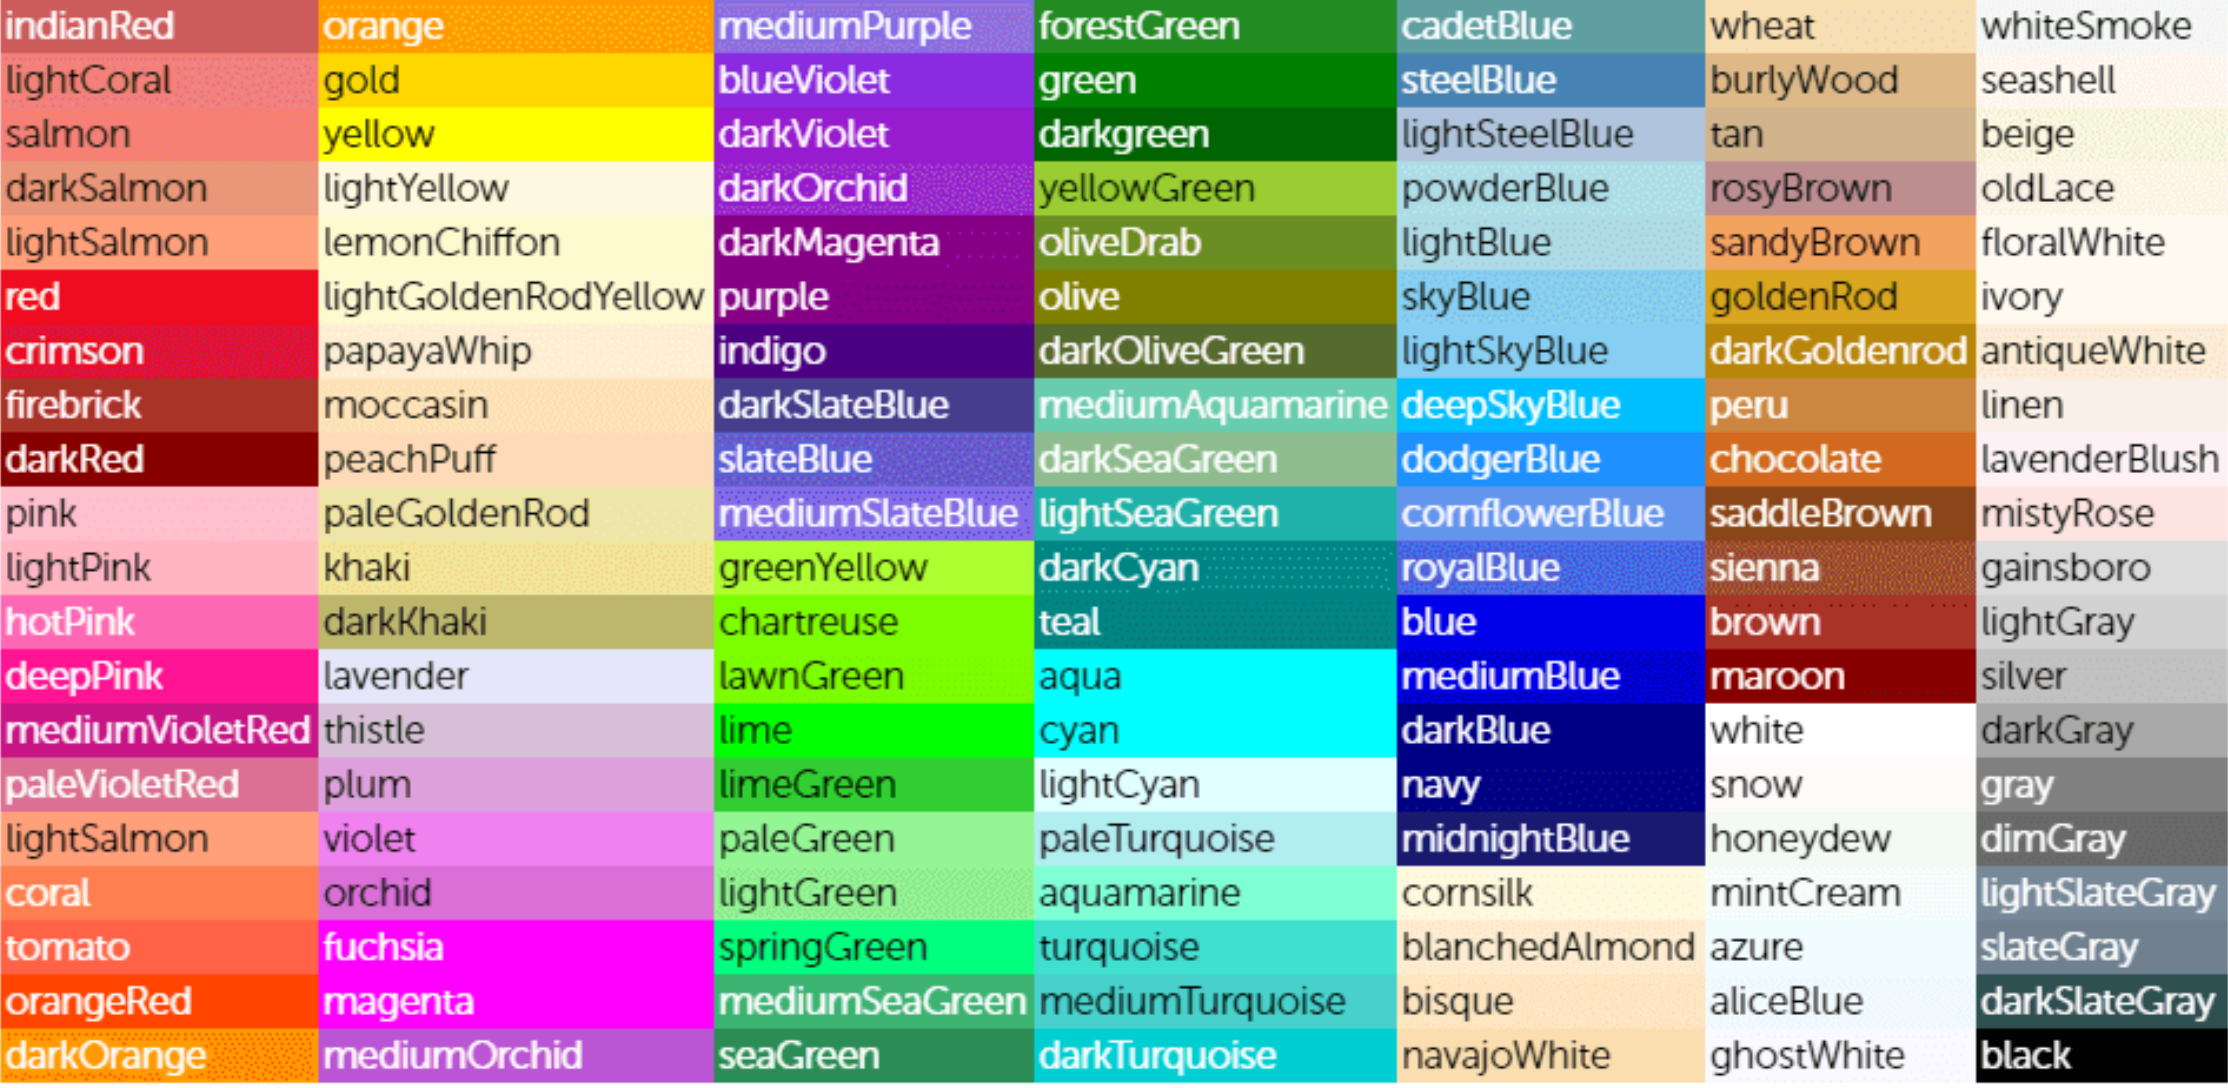 indianRed orange mediumPurple forestGreen cadetBlue wheat whiteSmoke
lightCoral gold blueViolet green steelBlue burlyWood seashell
salmon yellow darkViolet darkgreen lightSteelBlue tan beige
darkSalmon lightYellow darkOrchid yellowGreen powderBlue rosyBrown oldLace
lightSalmon lemonChiffon darkMagenta oliveDrab lightBlue sandyBrown floralWhite
red lightGoldenRodYellow purple olive skyBlue goldenRod ivory
crimson papayaWhip indigo darkOliveGreen lightSkyBlue darkGoldenrod antiqueWhite
firebrick moccasin darkSlateBlue mediumAquamarine deepSkyBlue peru linen
darkRed peachPuff slateBlue darkSeaGreen dodgerBlue chocolate lavenderBlush
pink paleGoldenRod mediumSlateBlue lightSeaGreen cornflowerBlue saddleBrown mistyRose
lightPink khaki greenYellow darkCyan royalBlue sienna gainsboro
hotPink darkKhaki chartreuse teal blue brown lightGray
deepPink lavender lawnGreen aqua mediumBlue maroon silver
mediumVioletRed thistle lime cyan darkBlue white darkGray
paleVioletRed plum limeGreen lightCyan navy snow gray
lightSalmon violet paleGreen paleTurquoise midnightBlue honeydew dimGray
coral orchid lightGreen aquamarine cornsilk mintCream lightSlateGray
tomato fuchsia springGreen turquoise blanchedAlmond azure slateGray
orangeRed magenta mediumSeaGreen mediumTurquoise bisque aliceBlue darkSlateGray
darkOrange mediumOrchid seaGreen darkTurquoise navajoWhite ghostWhite black